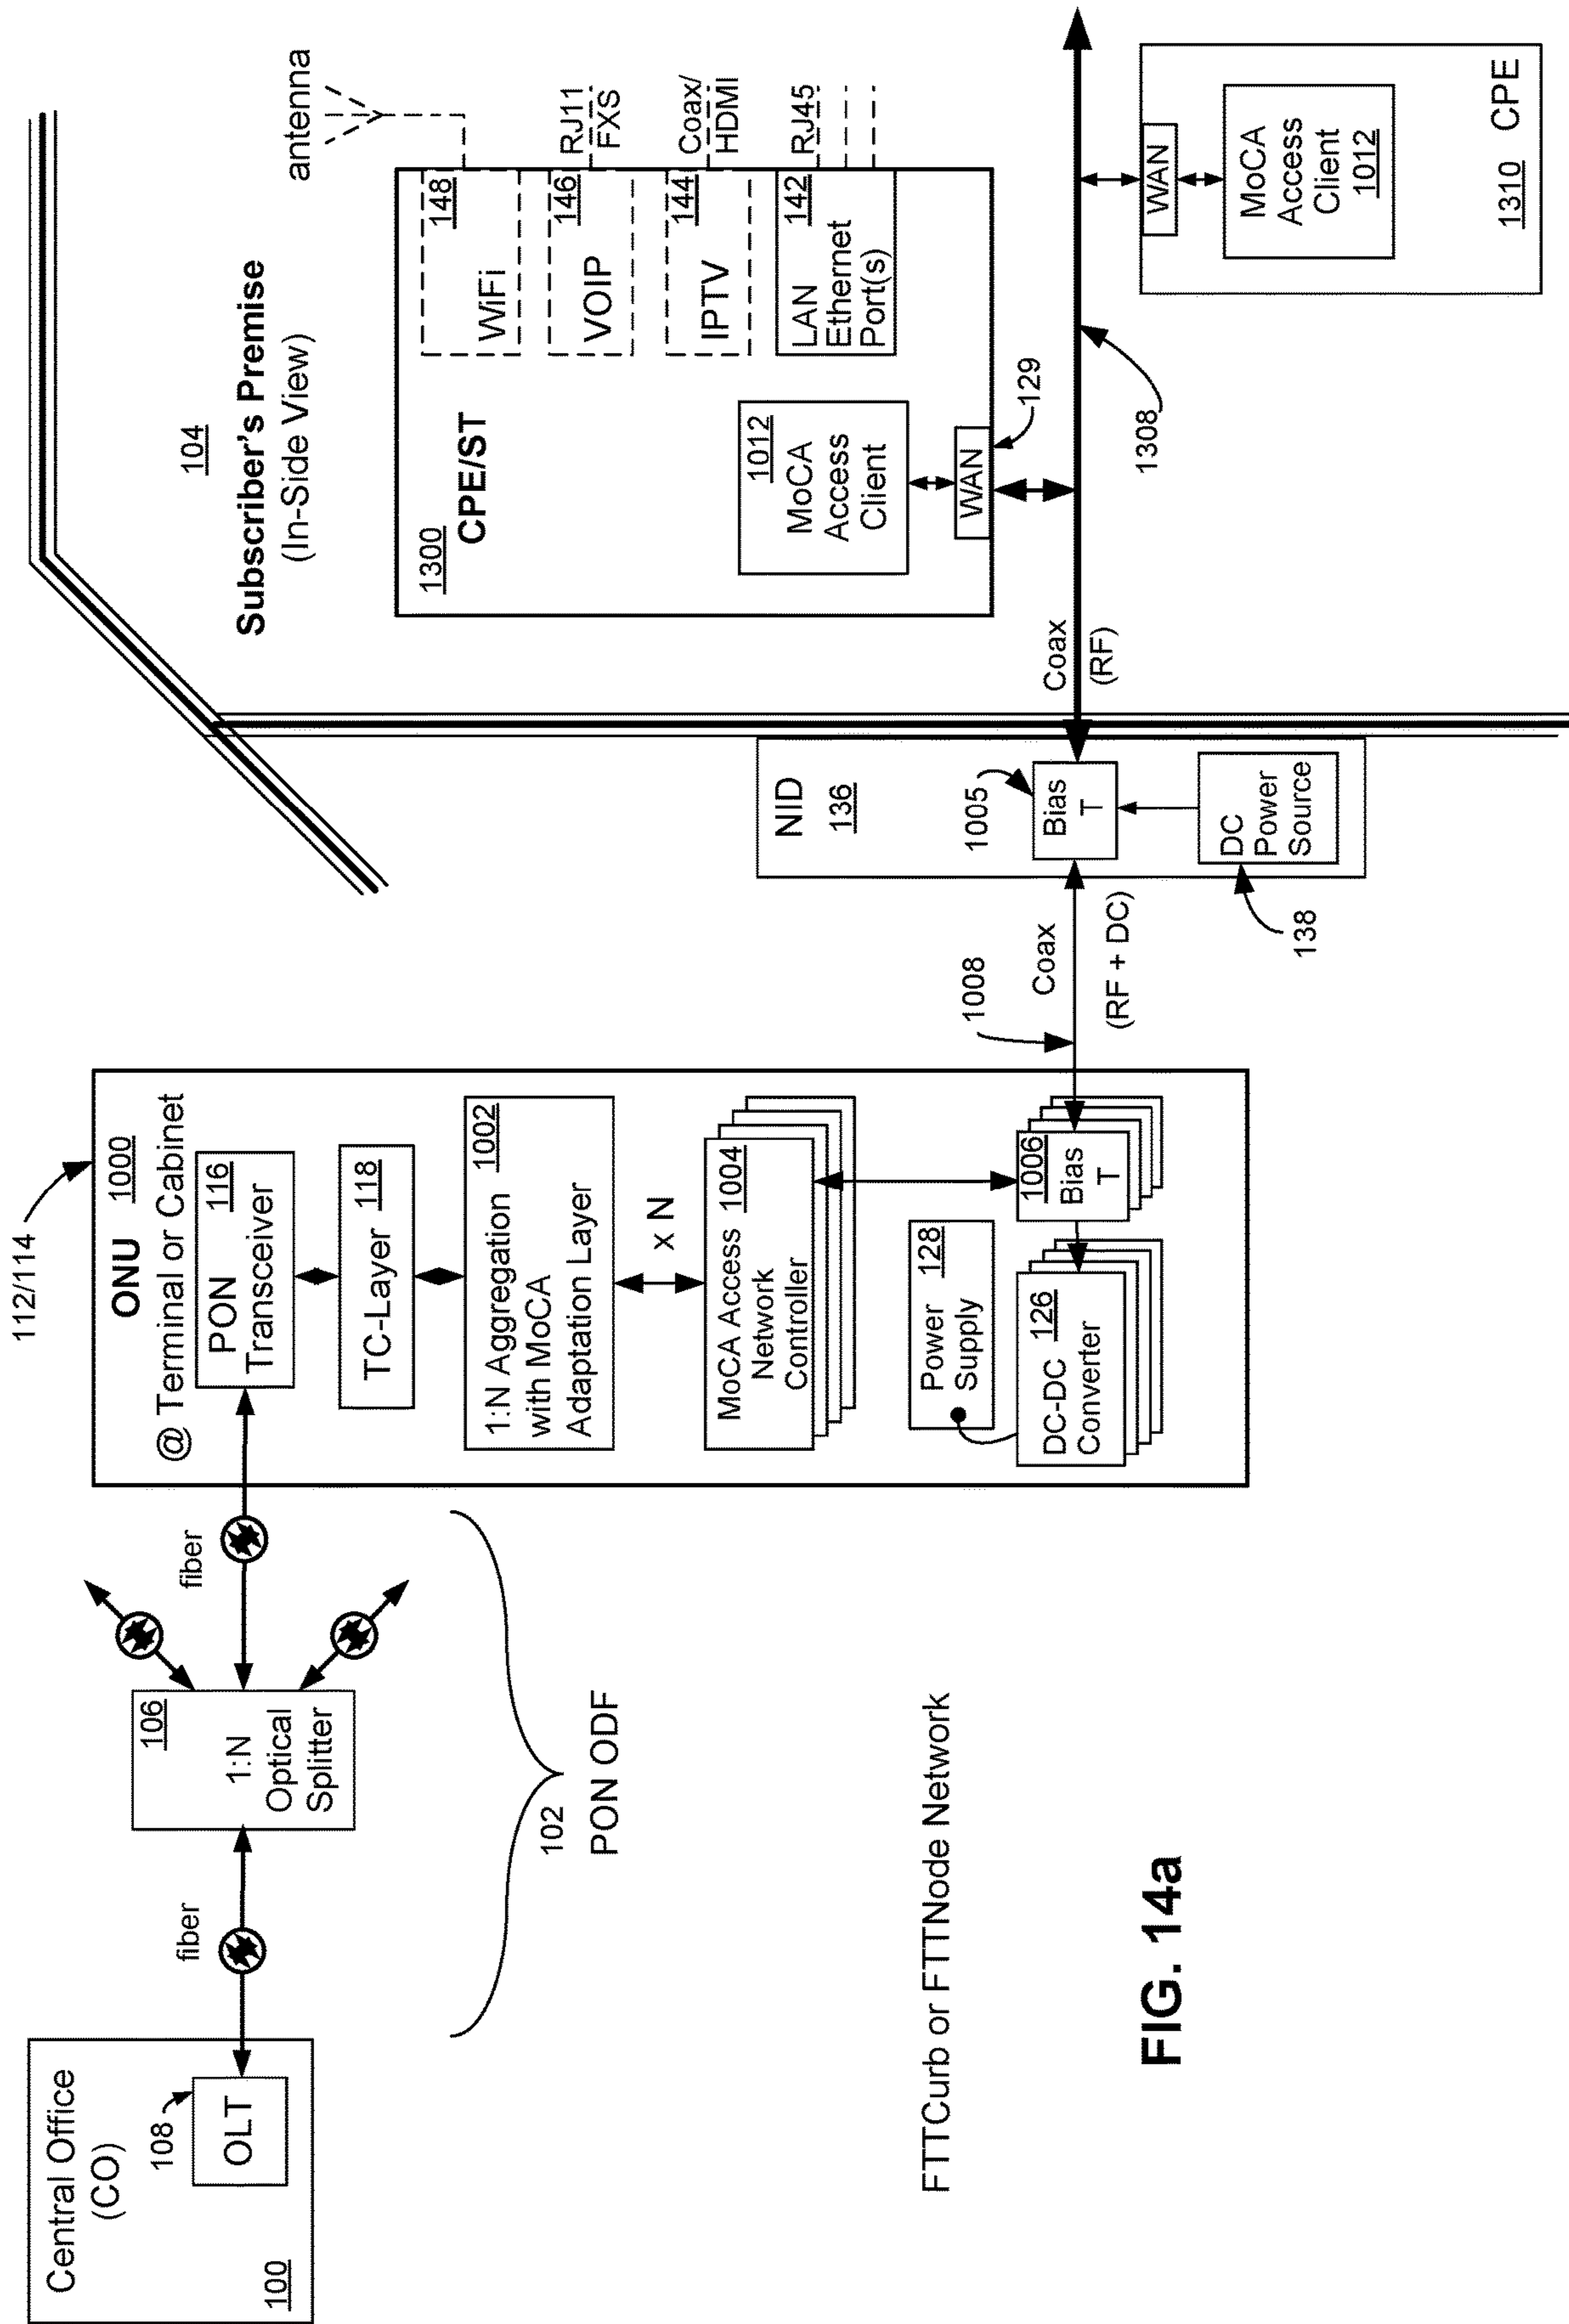 Central Office
(CO)
108
OLT
100
fiber
106
1:N
Optical
Splitter
fiber
102
PON ODF
112/114
ONU 1000
@ Terminal or Cabinet
PON 116
Transceiver
TC-Layer 118
1:N Aggregation 1002
with MoCA
Adaptation Layer
x N
MoCA Access 1004
Network
Controller
Power 128
Supply
DC-DC 126
Converter
1006
Bias
T
1008
Coax
(RF + DC)
NID
136
1005
Bias
T
DC
Power
Source
138
104
Subscriber's Premise
(In-Side View)
antenna
1300
CPE/ST
WiFi 148
VOIP 146
RJ11
FXS
IPTV 144
Coax/
HDMI
LAN 142
Ethernet
Port(s)
RJ45
1012
MoCA
Access
Client
WAN
129
Coax
(RF)
1308
WAN
MoCA
Access
Client
1012
1310 CPE
FTTCurb or FTTNode Network
FIG. 14a